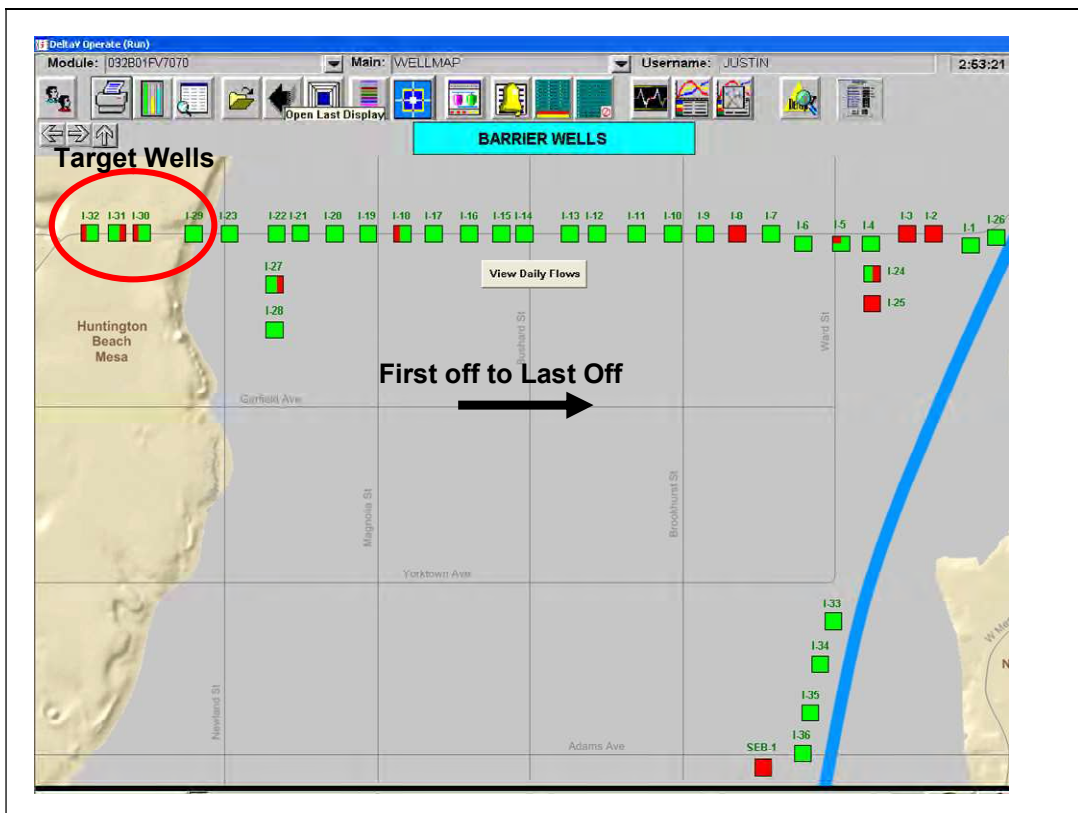 DeltaV Operate (Run)
Module: 032B01FV7070 Main: WELLMAP Username: JUSTIN 2:53:21
Open Last Display
BARRIER WELLS
Target Wells
I-32 I-31 I-30 I-29 I-23 I-22 I-21 I-20 I-19 I-18 I-17 I-16 I-15 I-14 I-13 I-12 I-11 I-10 I-9 I-8 I-7 I-6 I-5 I-4 I-3 I-2 I-1 I-26
I-27
View Daily Flows
I-24
I-28
I-25
Huntington
Beach
Mesa
Bushard St
Ward St
First off to Last Off
Garfield Ave
Magnolia St
Brookhurst St
Yorktown Ave
I-33
I-34
Newland St
I-35
I-36
Adams Ave
SEB-1
N